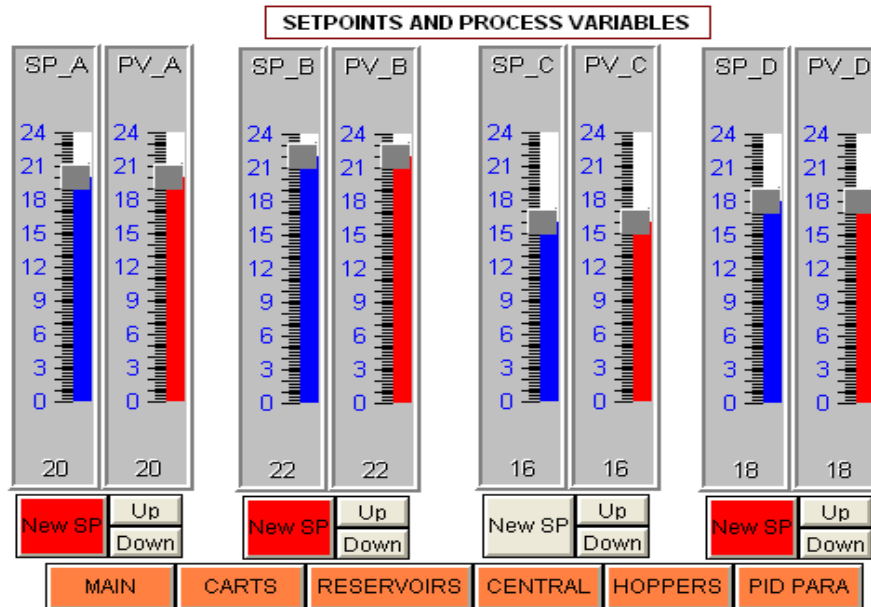 SETPOINTS AND PROCESS VARIABLES
SP_A PV_A SP_B PV_B SP_C PV_C SP_D PV_D
24 24 24 24 24 24 24 24
21 21 21 21 21 21 21 21
18 18 18 18 18 18 18 18
15 15 15 15 15 15 15 15
12 12 12 12 12 12 12 12
9 9 9 9 9 9 9 9
6 6 6 6 6 6 6 6
3 3 3 3 3 3 3 3
0 0 0 0 0 0 0 0
20 20 22 22 16 16 18 18
New SP Up New SP Up New SP Up New SP Up
Down Down Down Down
MAIN CARTS RESERVOIRS CENTRAL HOPPERS PID PARA